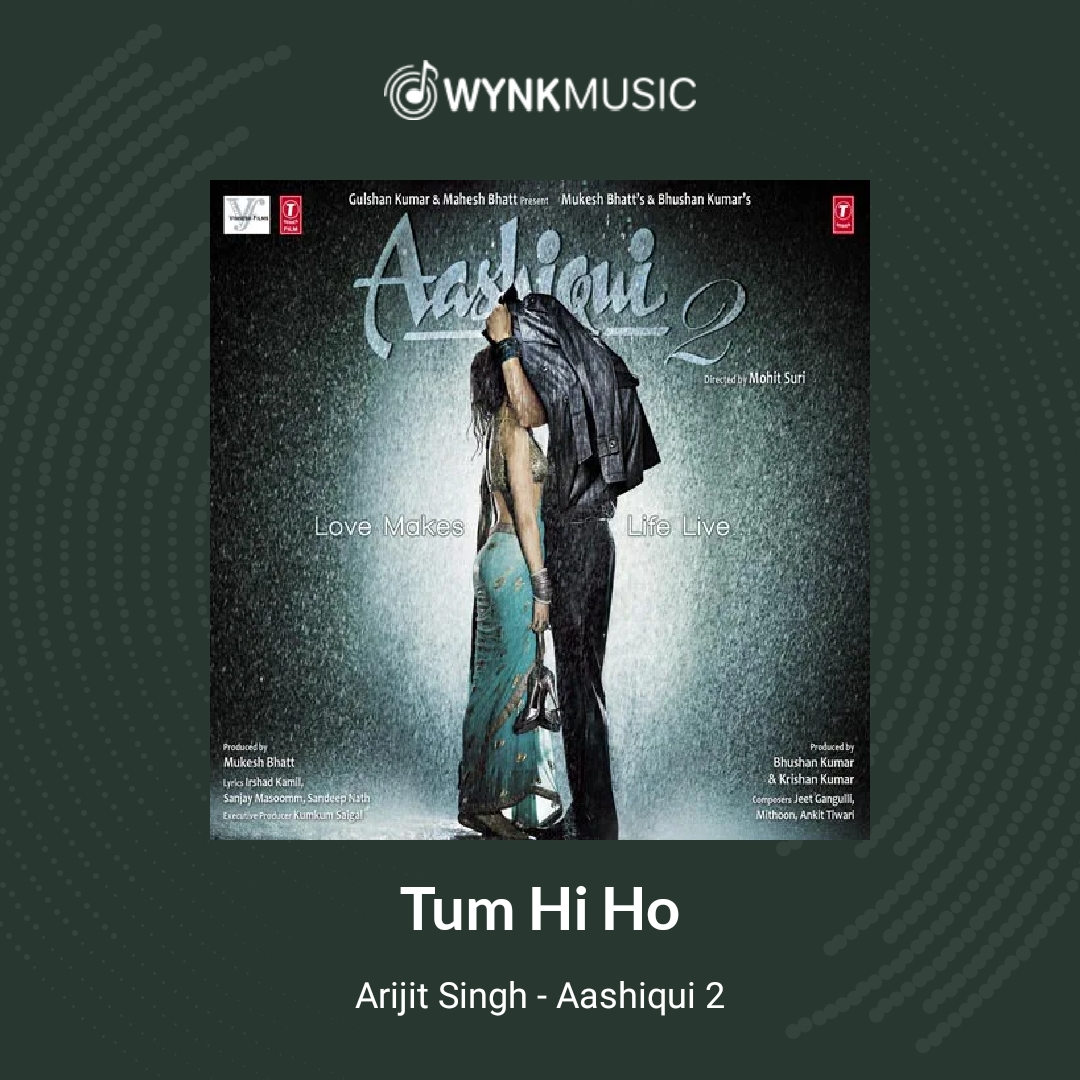 WYNKMUSIC
Gulshan Kumar & Mahesh Bhatt Present Mukesh Bhatt's & Bhushan Kumar's
Aashiqui 2
Directed by Mohit Suri
Love Makes Life Live
Produced by
Mukesh Bhatt
Lyrics Irshad Kamil,
Sanjay Masoomm, Sandeep Nath
Executive Producer Kumkum Saigal
Produced by
Bhushan Kumar
& Krishan Kumar
Composers Jeet Gannguli,
Mithoon, Ankit Tiwari
Tum Hi Ho
Arijit Singh - Aashiqui 2